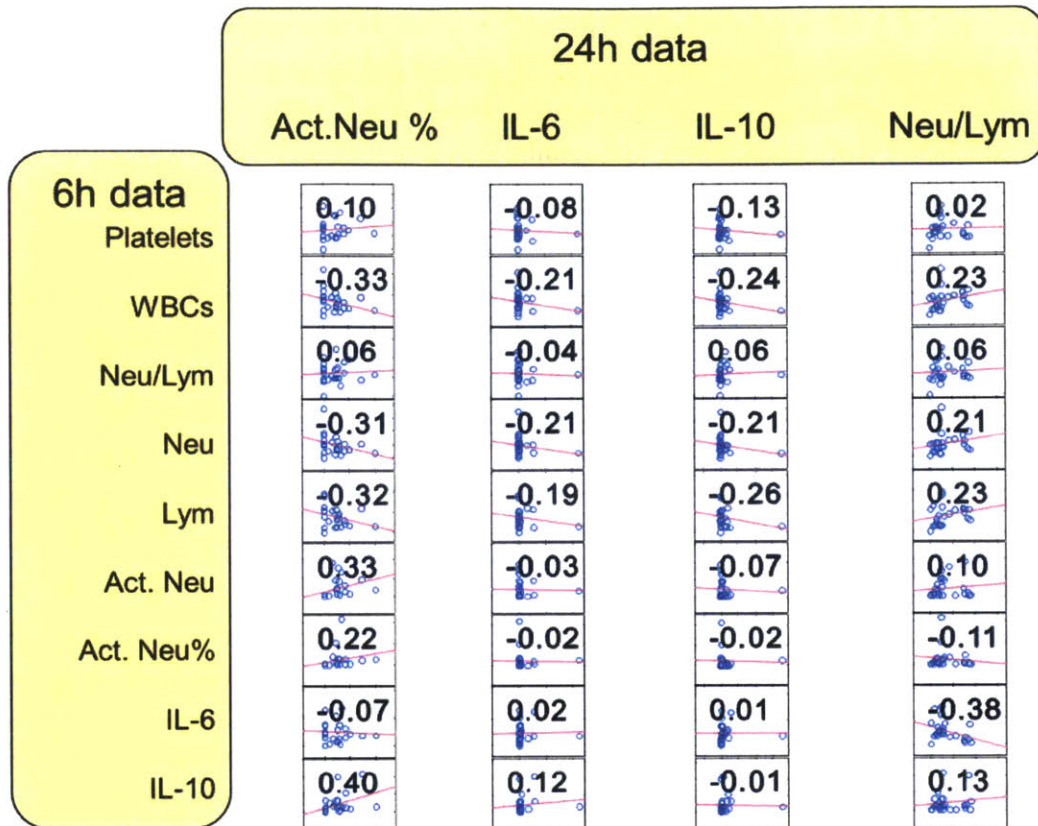 24h data
Act.Neu % IL-6 IL-10 Neu/Lym
6h data
Platelets 0.10 -0.08 -0.13 0.02
WBCs -0.33 -0.21 -0.24 0.23
Neu/Lym 0.06 -0.04 0.06 0.06
Neu -0.31 -0.21 -0.21 0.21
Lym -0.32 -0.19 -0.26 0.23
Act. Neu 0.33 -0.03 -0.07 0.10
Act. Neu% 0.22 -0.02 -0.02 -0.11
IL-6 -0.07 0.02 0.01 -0.38
IL-10 0.40 0.12 -0.01 0.13